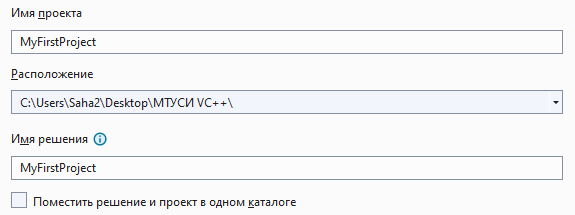 Имя проекта
MyFirstProject
Расположение
C:\Users\Saha2\Desktop\МТУСИ VC++\
Имя решения
MyFirstProject
Поместить решение и проект в одном каталоге